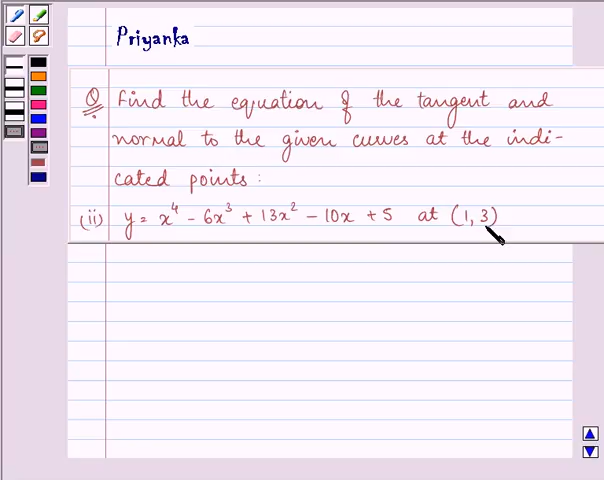 Priyanka
Q. Find the equation of the tangent and
normal to the given curves at the indi-
cated points:
(ii) y = x⁴ - 6x³ + 13x² - 10x + 5 at (1, 3)